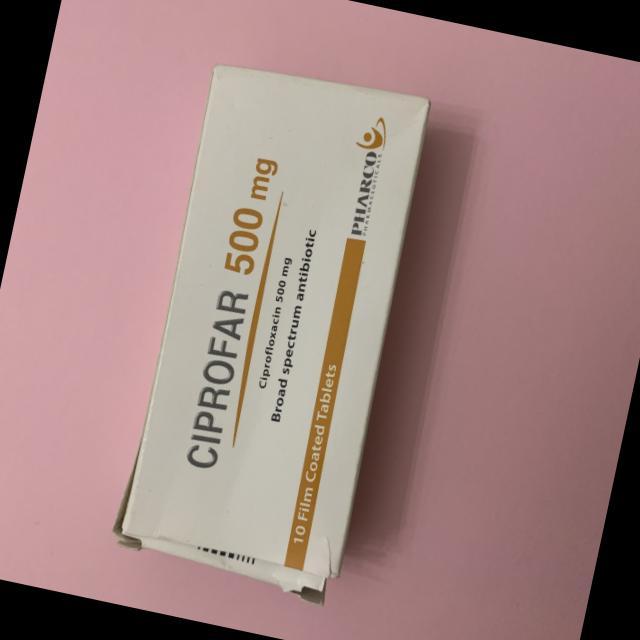 CIPROFAR 500 mg
Ciprofloxacin 500 mg
Broad spectrum antibiotic
10 Film Coated Tablets
PHARCO
PHARMACEUTICALS